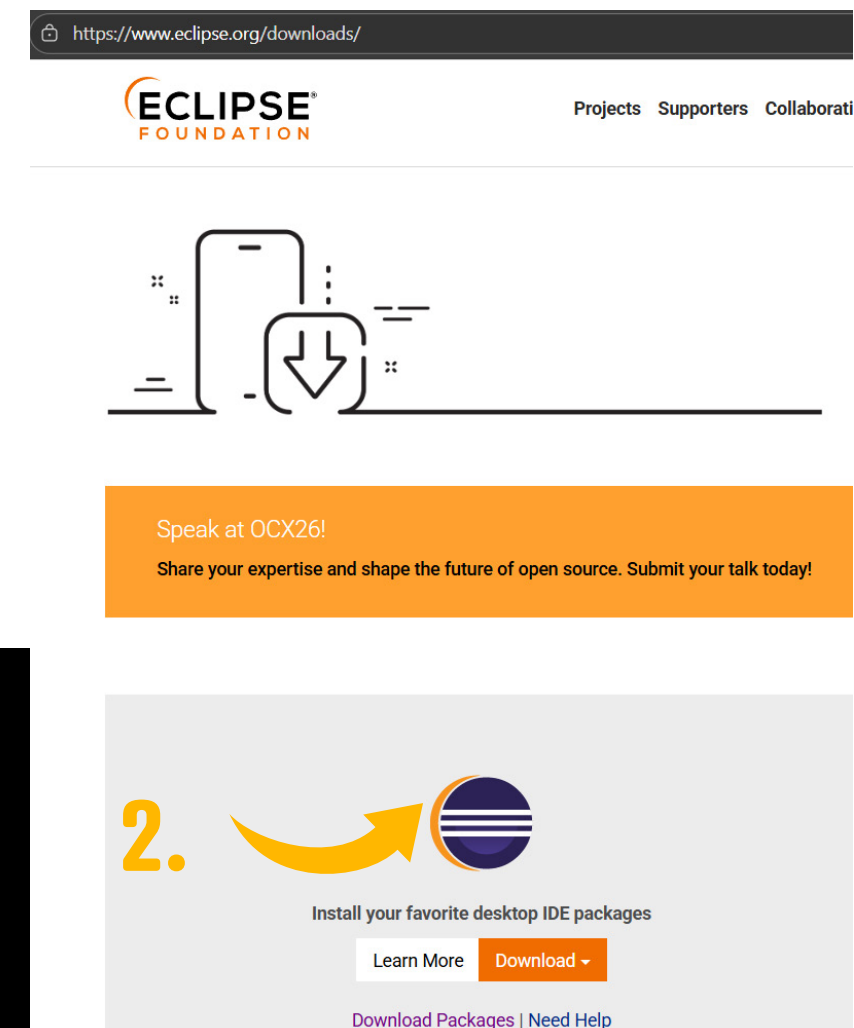 https://www.eclipse.org/downloads/
ECLIPSE®
FOUNDATION
Projects Supporters Collaborati
Speak at OCX26!
Share your expertise and shape the future of open source. Submit your talk today!
2.
Install your favorite desktop IDE packages
Learn More Download
Download Packages | Need Help